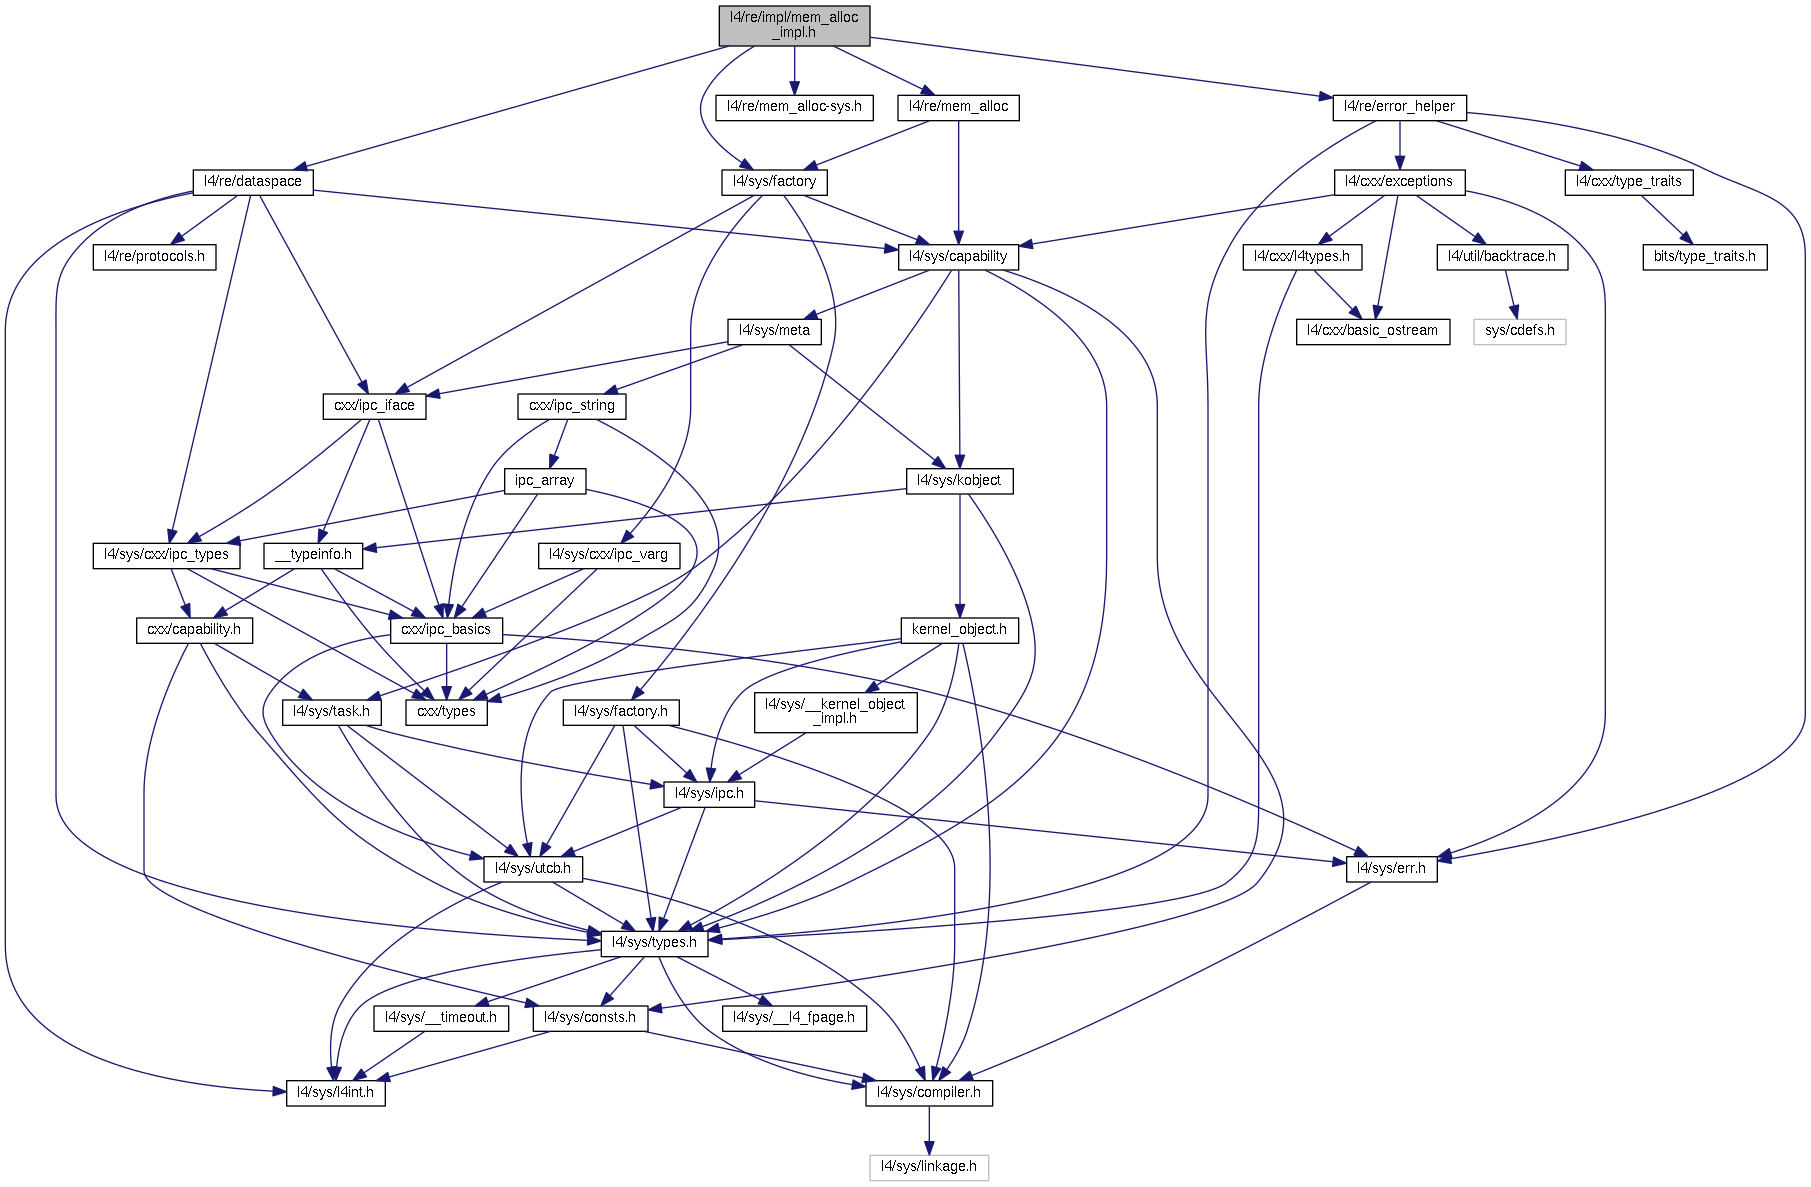 l4/re/impl/mem_alloc
_impl.h
l4/re/mem_alloc-sys.h
l4/re/mem_alloc
l4/re/error_helper
l4/re/dataspace
l4/sys/factory
l4/cxx/exceptions
l4/cxx/type_traits
l4/re/protocols.h
l4/sys/capability
l4/cxx/l4types.h
l4/util/backtrace.h
bits/type_traits.h
l4/sys/meta
l4/cxx/basic_ostream
sys/cdefs.h
cxx/ipc_iface
cxx/ipc_string
ipc_array
l4/sys/kobject
l4/sys/cxx/ipc_types
__typeinfo.h
l4/sys/cxx/ipc_varg
cxx/capability.h
cxx/ipc_basics
kernel_object.h
l4/sys/task.h
cxx/types
l4/sys/factory.h
l4/sys/__kernel_object
_impl.h
l4/sys/ipc.h
l4/sys/utcb.h
l4/sys/err.h
l4/sys/types.h
l4/sys/__timeout.h
l4/sys/consts.h
l4/sys/__l4_fpage.h
l4/sys/l4int.h
l4/sys/compiler.h
l4/sys/linkage.h